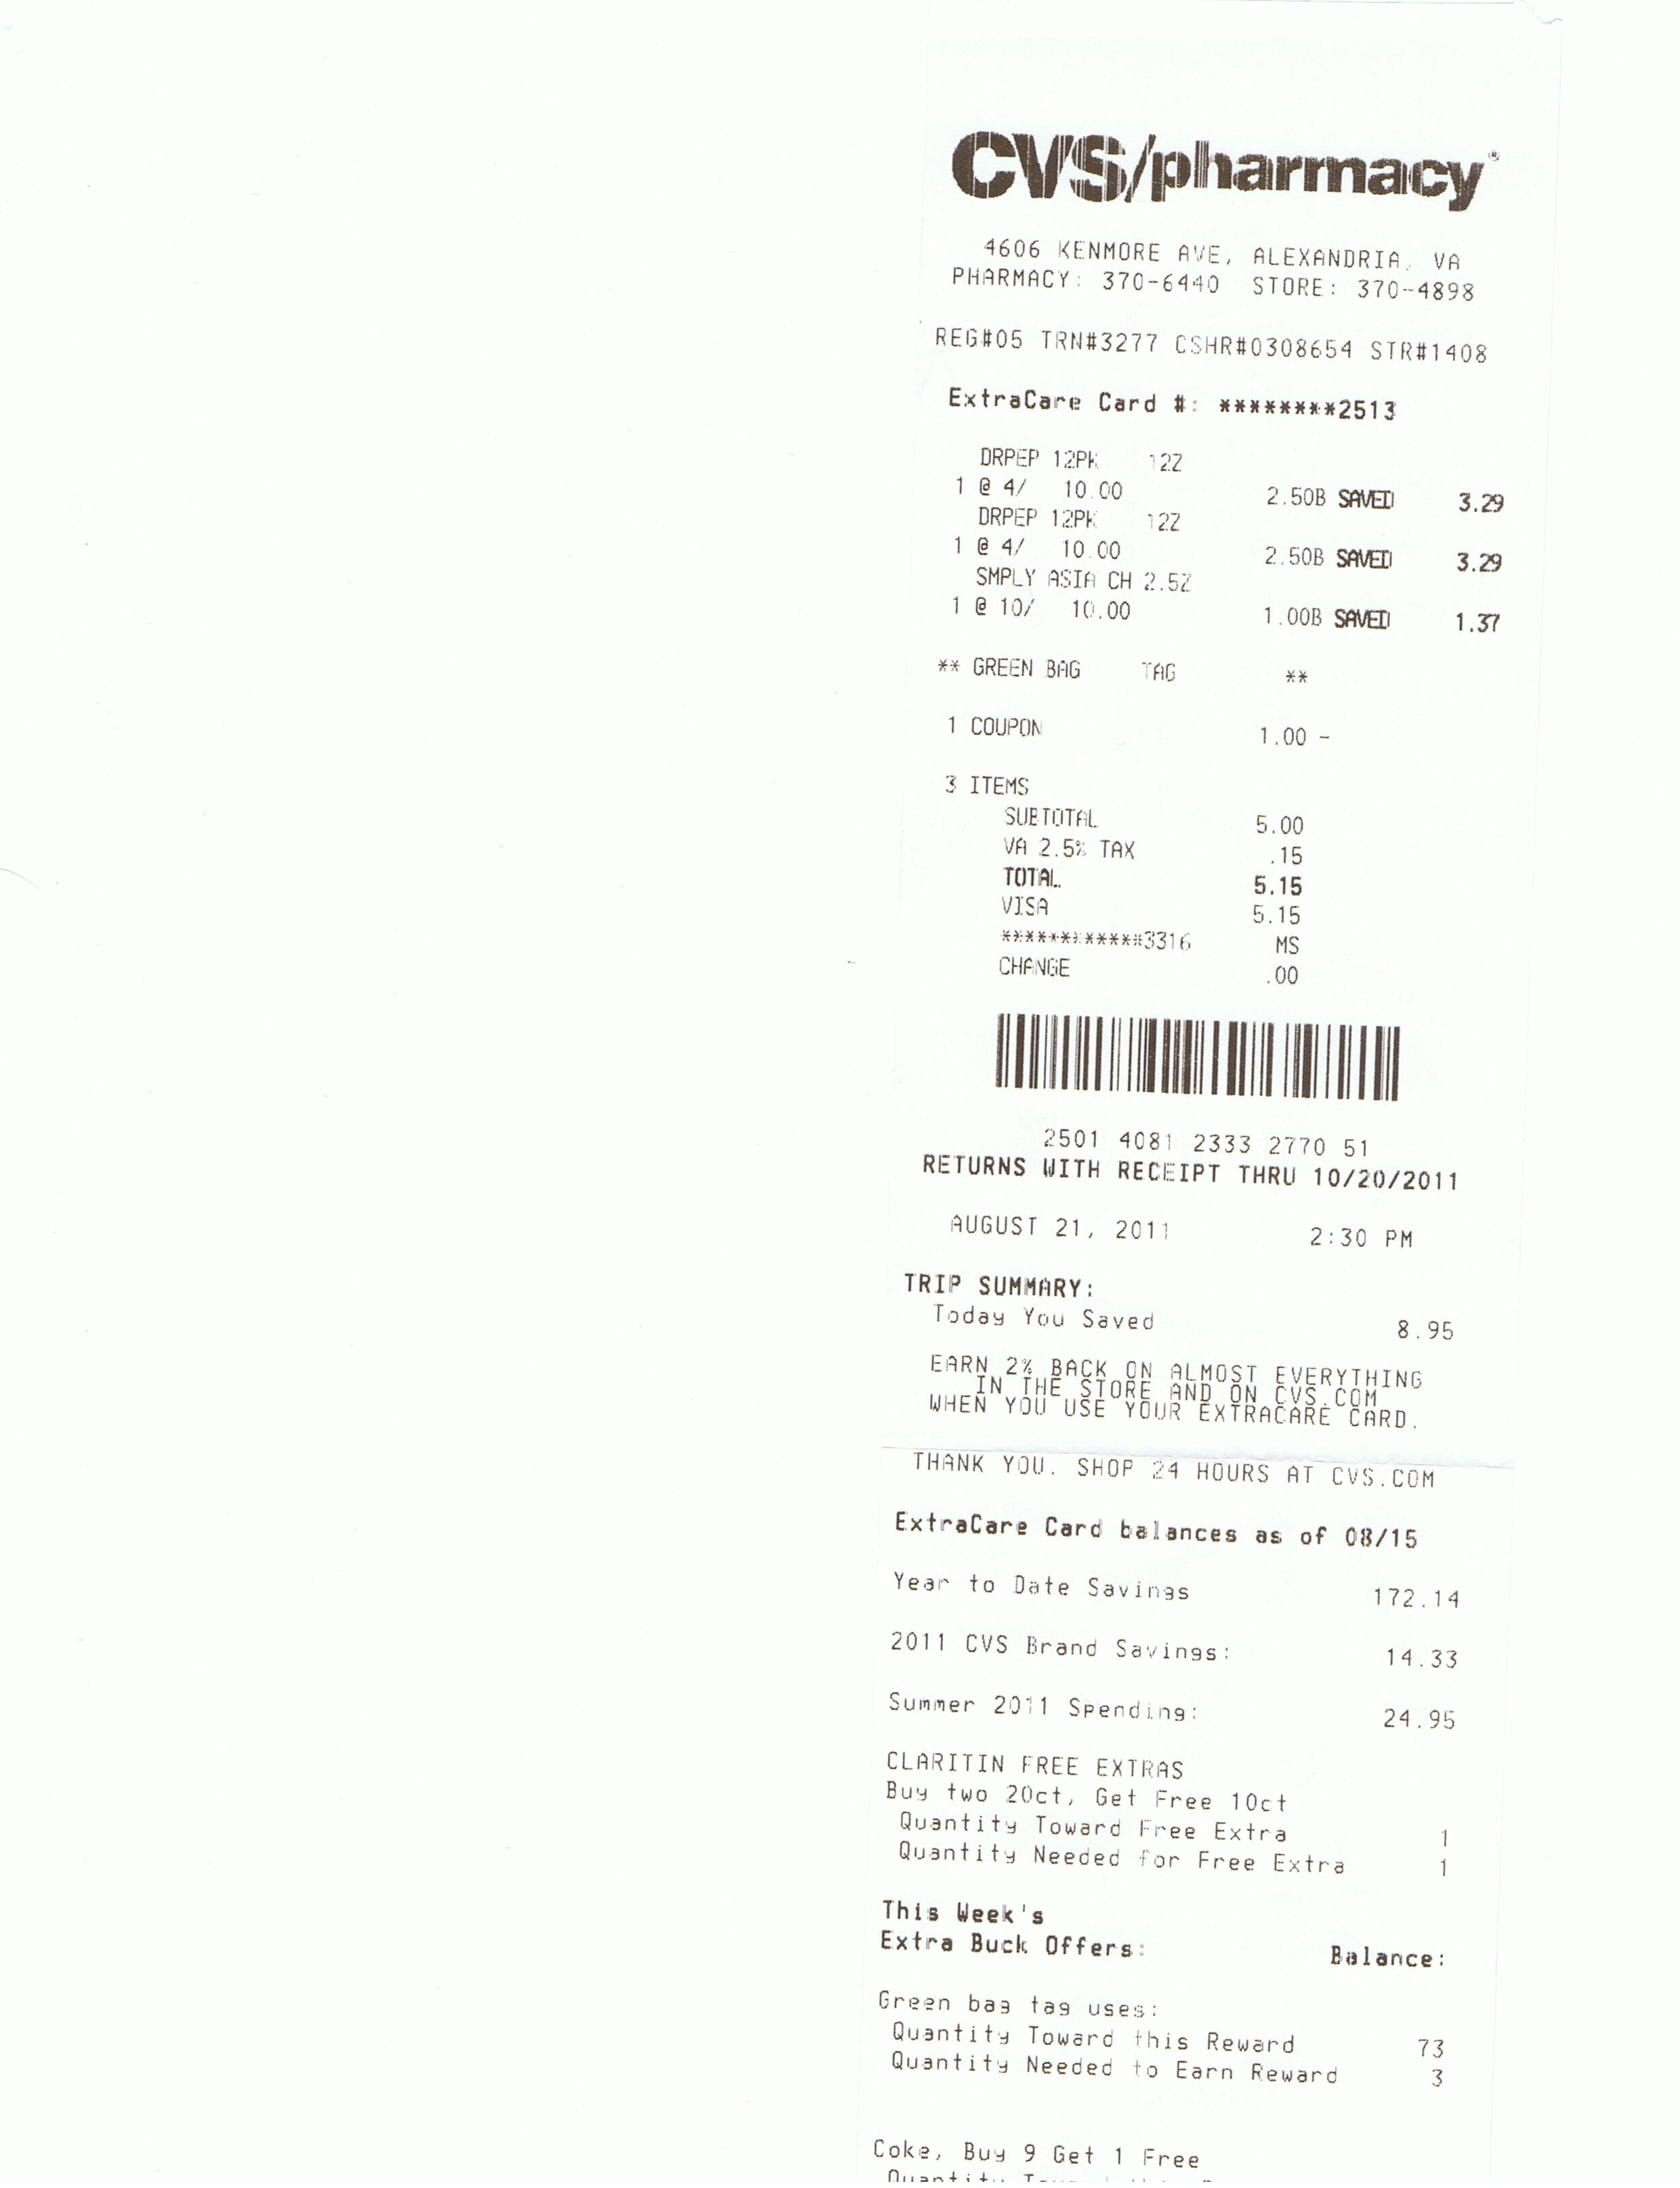 CVS/pharmacy®
4606 KENMORE AVE, ALEXANDRIA, VA
PHARMACY: 370-6440 STORE: 370-4898
REG#05 TRN#3277 CSHR#0308654 STR#1408
ExtraCare Card #: ********2513
DRPEP 12PK 12Z
1 @ 4/ 10.00 2.50B SAVED 3.29
DRPEP 12PK 12Z
1 @ 4/ 10.00 2.50B SAVED 3.29
SMPLY ASIA CH 2.5Z
1 @ 10/ 10.00 1.00B SAVED 1.37
** GREEN BAG TAG **
1 COUPON 1.00 -
3 ITEMS
SUBTOTAL 5.00
VA 2.5% TAX .15
TOTAL 5.15
VISA 5.15
************3316 MS
CHANGE .00
2501 4081 2333 2770 51
RETURNS WITH RECEIPT THRU 10/20/2011
AUGUST 21, 2011 2:30 PM
TRIP SUMMARY:
Today You Saved 8.95
EARN 2% BACK ON ALMOST EVERYTHING
IN THE STORE AND ON CVS.COM
WHEN YOU USE YOUR EXTRACARE CARD.
THANK YOU. SHOP 24 HOURS AT CVS.COM
ExtraCare Card balances as of 08/15
Year to Date Savings 172.14
2011 CVS Brand Savings: 14.33
Summer 2011 Spending: 24.95
CLARITIN FREE EXTRAS
Buy two 20ct, Get Free 10ct
Quantity Toward Free Extra 1
Quantity Needed for Free Extra 1
This Week's
Extra Buck Offers: Balance:
Green bag tag uses:
Quantity Toward this Reward 73
Quantity Needed to Earn Reward 3
Coke, Buy 9 Get 1 Free
Quantity